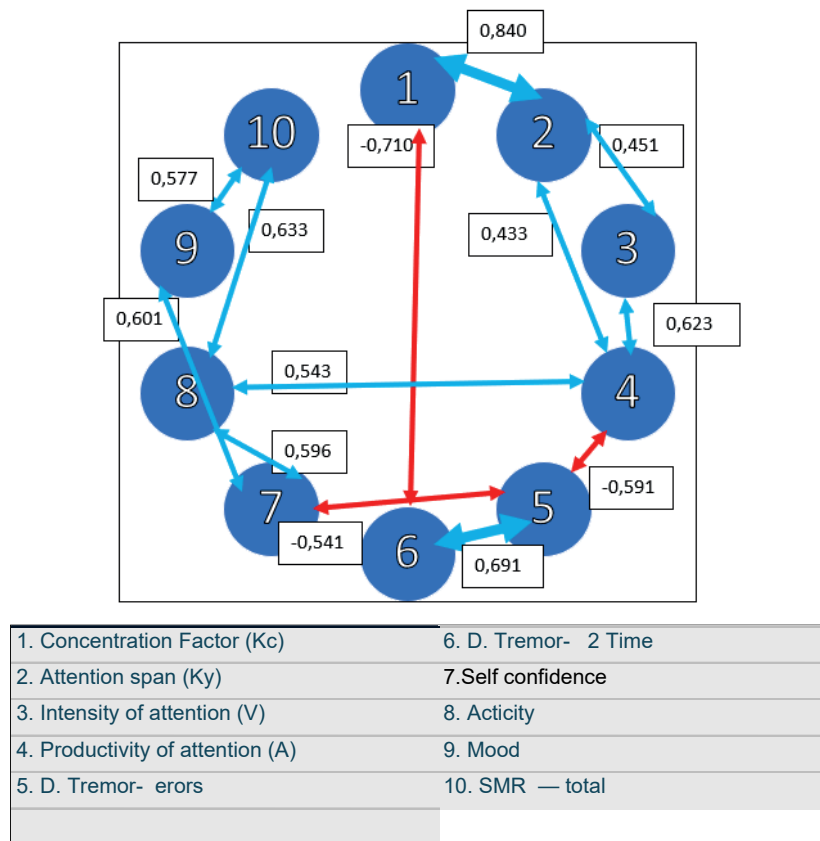 0,840
1
-0,710
10
2
0,451
0,577
0,633
0,433
9
3
0,601
0,623
0,543
8
4
0,596
-0,591
7
5
-0,541
6
0,691
1. Concentration Factor (Kc)
6. D. Tremor- 2 Time
2. Attention span (Ky)
7.Self confidence
3. Intensity of attention (V)
8. Acticity
4. Productivity of attention (A)
9. Mood
5. D. Tremor- erors
10. SMR — total